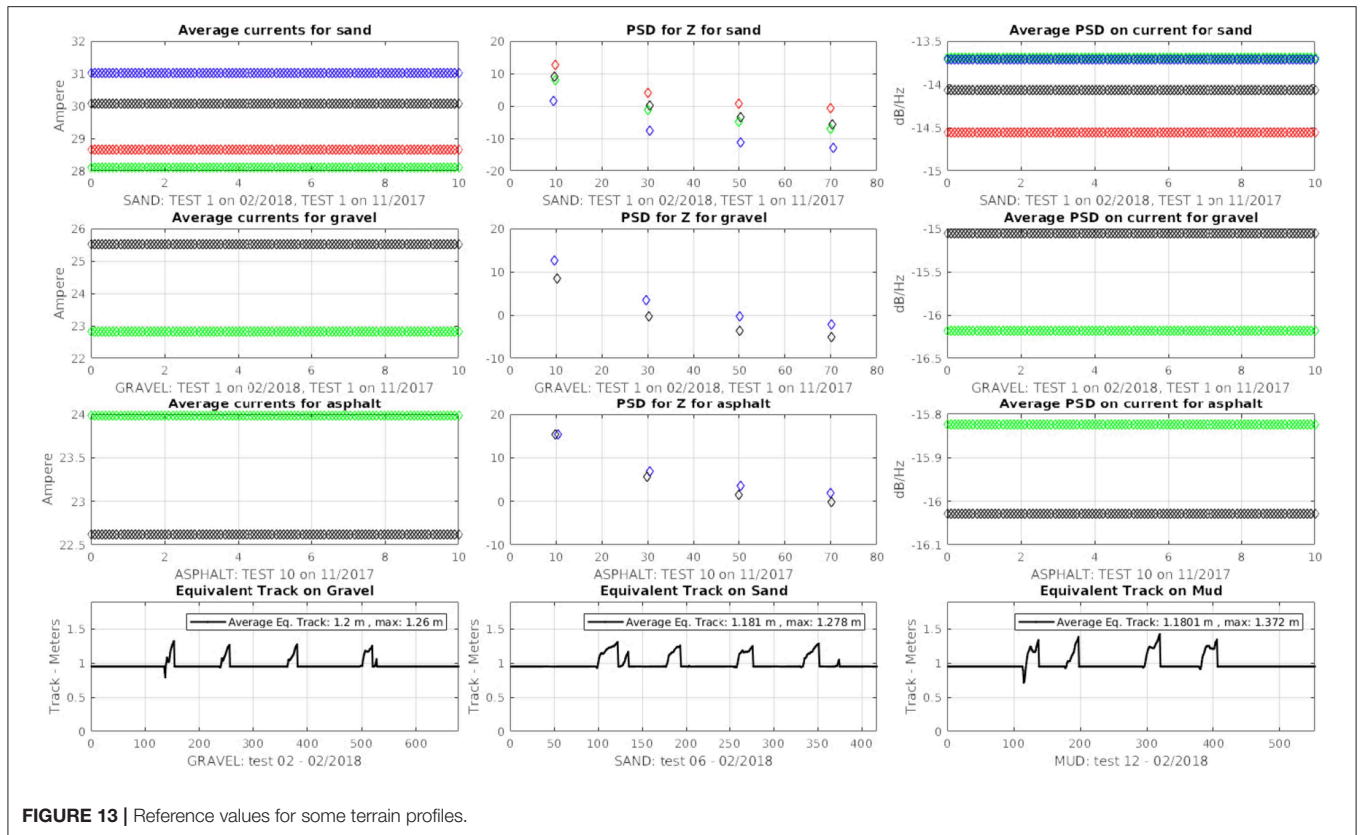 Average currents for sand
32
31
30
29
28
Ampere
0 2 4 6 8 10
SAND: TEST 1 on 02/2018, TEST 1 on 11/2017
PSD for Z for sand
20
10
0
-10
-20
0 10 20 30 40 50 60 70 80
SAND: TEST 1 on 02/2018, TEST 1 on 11/2017
Average PSD on current for sand
-13.5
-14
-14.5
-15
dB/Hz
2 4 6 8 10
SAND: TEST 1 on 02/2018, TEST 1 on 11/2017
Average currents for gravel
26
25
24
23
22
Ampere
0 2 4 6 8 10
GRAVEL: TEST 1 on 02/2018, TEST 1 on 11/2017
PSD for Z for gravel
20
10
0
-10
0 10 20 30 40 50 60 70 80
GRAVEL: TEST 1 on 02/2018, TEST 1 on 11/2017
Average PSD on current for gravel
-15
-15.5
-16
-16.5
dB/Hz
2 4 6 8 10
GRAVEL: TEST 1 on 02/2018, TEST 1 on 11/2017
Average currents for asphalt
24
23.5
23
22.5
Ampere
0 2 4 6 8 10
ASPHALT: TEST 10 on 11/2017
PSD for Z for asphalt
20
10
0
-10
0 10 20 30 40 50 60 70 80
ASPHALT: TEST 10 on 11/2017
Average PSD on current for asphalt
-15.8
-15.9
-16
-16.1
dB/Hz
2 4 6 8 10
ASPHALT: TEST 10 on 11/2017
Equivalent Track on Gravel
Average Eq. Track: 1.2 m , max: 1.26 m
1.5
1
0.5
0
Track - Meters
0 100 200 300 400 500 600
GRAVEL: test 02 - 02/2018
Equivalent Track on Sand
Average Eq. Track: 1.181 m , max: 1.278 m
1.5
1
0.5
0
Track - Meters
0 50 100 150 200 250 300 350 400
SAND: test 06 - 02/2018
Equivalent Track on Mud
Average Eq. Track: 1.1801 m , max: 1.372 m
1.5
1
0.5
0
Track - Meters
0 100 200 300 400 500
MUD: test 12 - 02/2018
FIGURE 13 | Reference values for some terrain profiles.